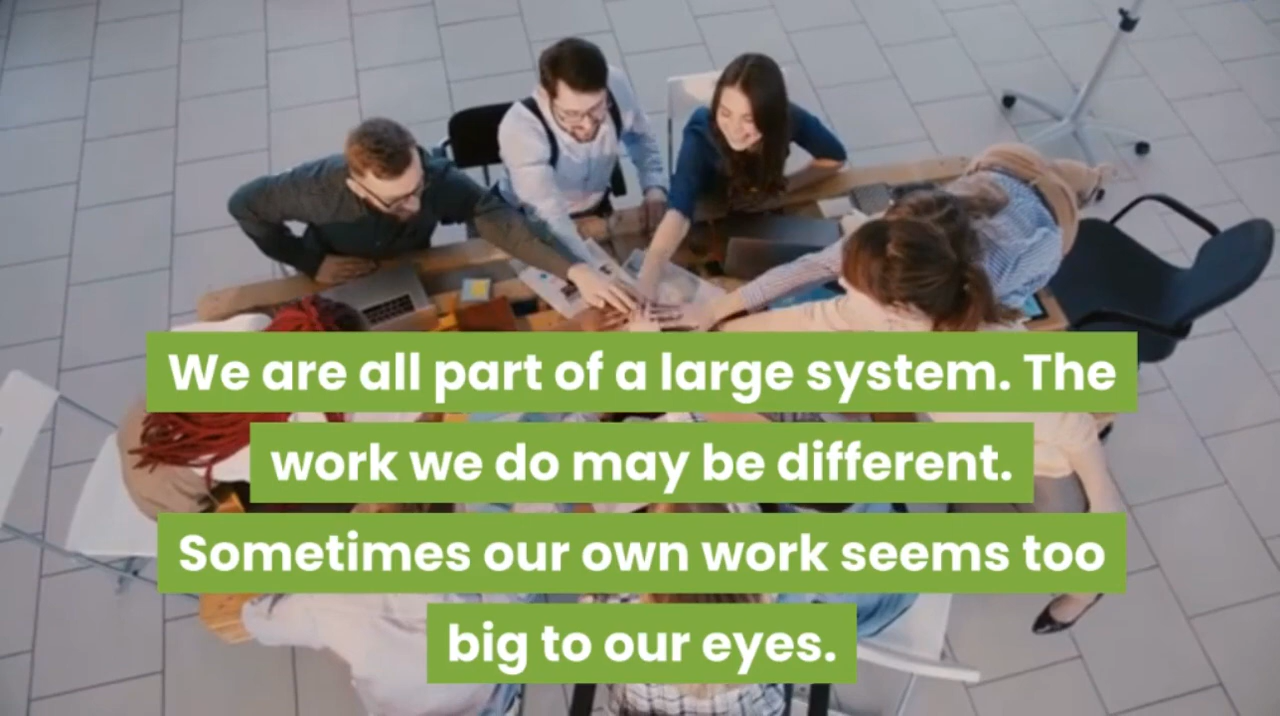 We are all part of a large system. The
work we do may be different.
Sometimes our own work seems too
big to our eyes.